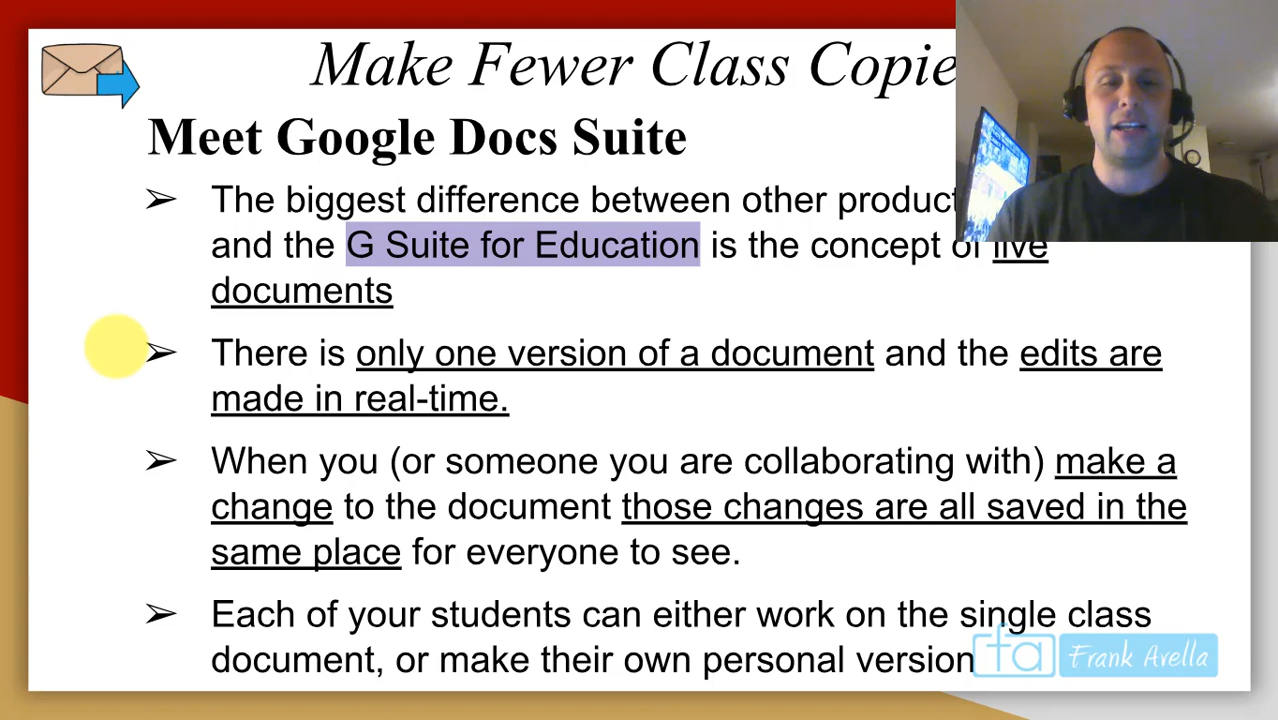 Make Fewer Class Copie
Meet Google Docs Suite
➢ The biggest difference between other product
and the G Suite for Education is the concept of live
documents
➢ There is only one version of a document and the edits are
made in real-time.
➢ When you (or someone you are collaborating with) make a
change to the document those changes are all saved in the
same place for everyone to see.
➢ Each of your students can either work on the single class
document, or make their own personal version
fa Frank Avella